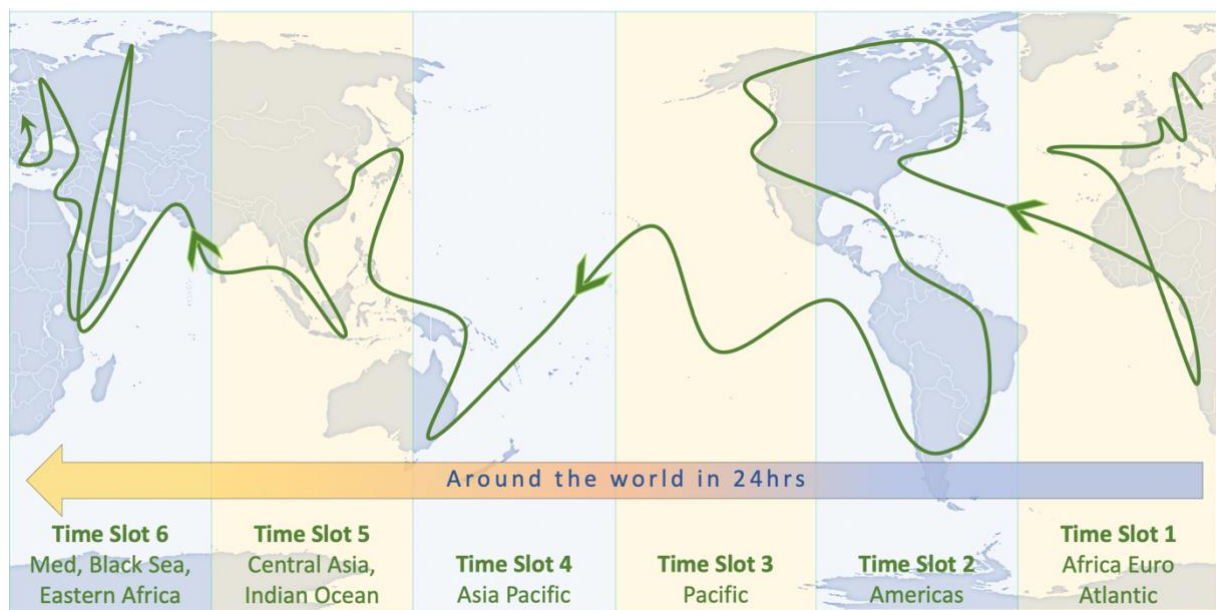 Around the world in 24hrs
Time Slot 6
Med, Black Sea,
Eastern Africa
Time Slot 5
Central Asia,
Indian Ocean
Time Slot 4
Asia Pacific
Time Slot 3
Pacific
Time Slot 2
Americas
Time Slot 1
Africa Euro
Atlantic